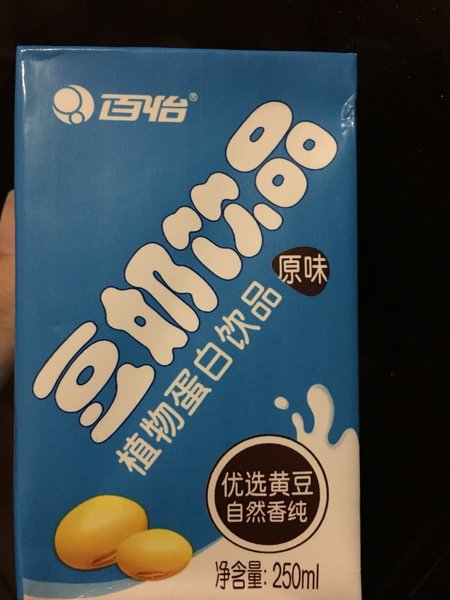 百怡®
豆奶饮品
原味
植物蛋白饮品
优选黄豆
自然香纯
净含量:250ml